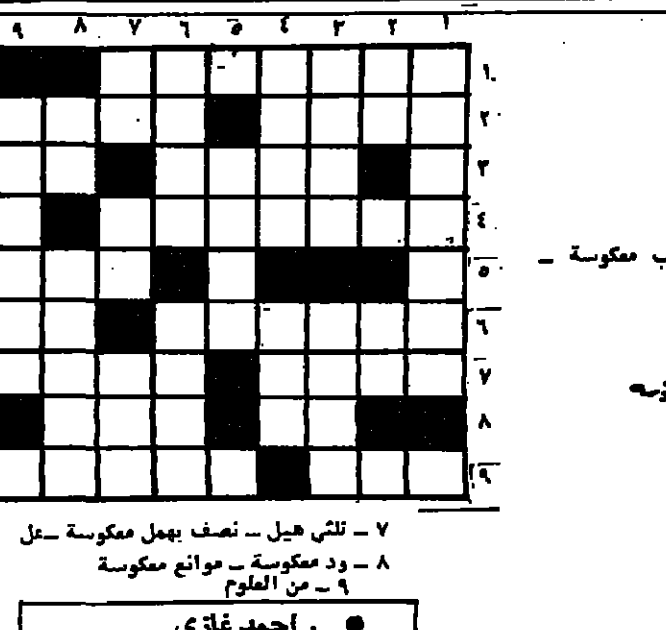 ١ ٢ ٣ ٤ ٥ ٦ ٧ ٨ ٩
١
٢
٣
٤
٥
معكوسة –
٦
٧
٨
٩
٧ – ثلثي هيل – نصف يهمل معكوسة – عل
٨ – ود معكوسة – موانع معكوسة
٩ – من العلوم
● احمد غازي